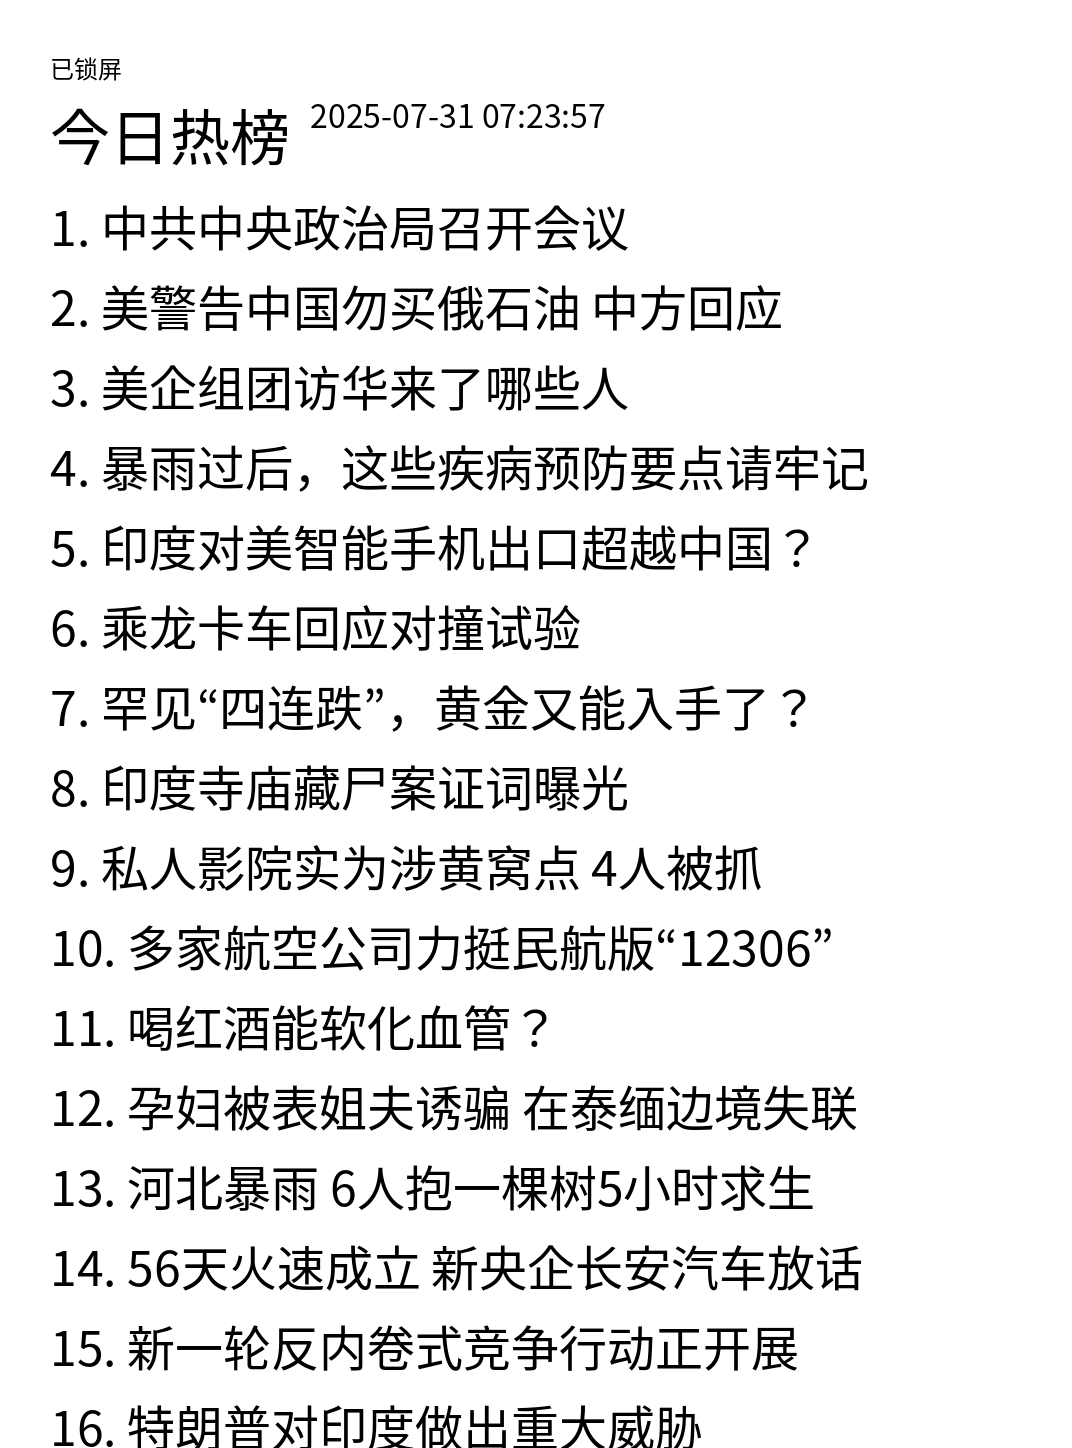 已锁屏
今日热榜 2025-07-31 07:23:57
1. 中共中央政治局召开会议
2. 美警告中国勿买俄石油 中方回应
3. 美企组团访华来了哪些人
4. 暴雨过后，这些疾病预防要点请牢记
5. 印度对美智能手机出口超越中国？
6. 乘龙卡车回应对撞试验
7. 罕见“四连跌”，黄金又能入手了？
8. 印度寺庙藏尸案证词曝光
9. 私人影院实为涉黄窝点 4人被抓
10. 多家航空公司力挺民航版“12306”
11. 喝红酒能软化血管？
12. 孕妇被表姐夫诱骗 在泰缅边境失联
13. 河北暴雨 6人抱一棵树5小时求生
14. 56天火速成立 新央企长安汽车放话
15. 新一轮反内卷式竞争行动正开展
16. 特朗普对印度做出重大威胁